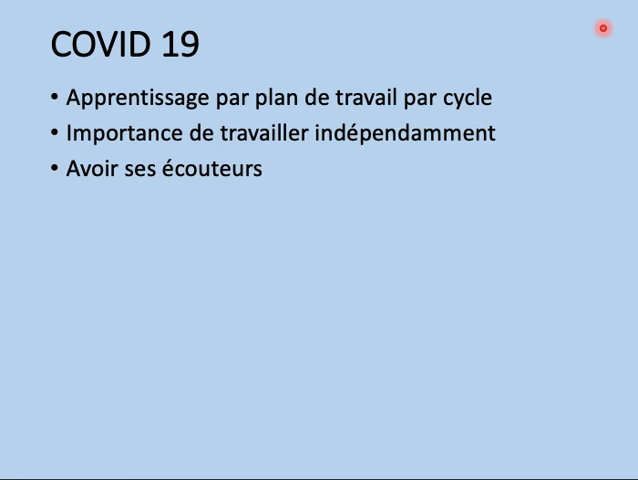 COVID 19
• Apprentissage par plan de travail par cycle
• Importance de travailler indépendamment
• Avoir ses écouteurs